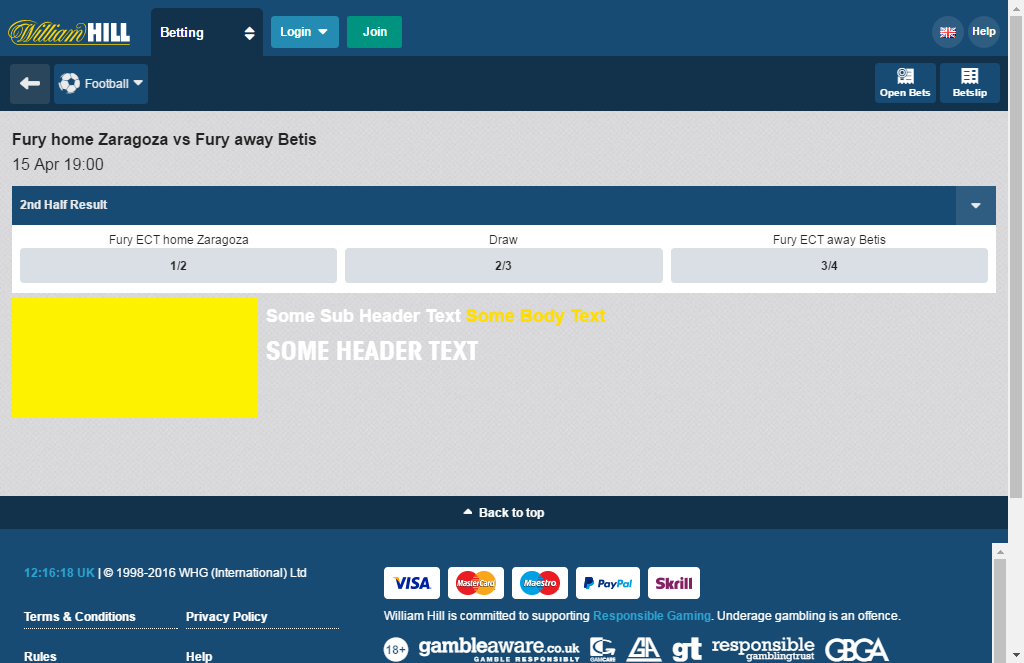 William HILL
Betting
Login
Join
Help
Football
Open Bets
Betslip
Fury home Zaragoza vs Fury away Betis
15 Apr 19:00
2nd Half Result
Fury ECT home Zaragoza Draw Fury ECT away Betis
1/2 2/3 3/4
Some Sub Header Text Some Body Text
SOME HEADER TEXT
Back to top
12:16:18 UK | © 1998-2016 WHG (International) Ltd
VISA MasterCard Maestro PayPal Skrill
Terms & Conditions Privacy Policy
William Hill is committed to supporting Responsible Gaming. Underage gambling is an offence.
Rules Help
18+ gambleaware.co.uk GAMCARE GA gt responsible GBGA
GAMBLE RESPONSIBLY gamblingtrust